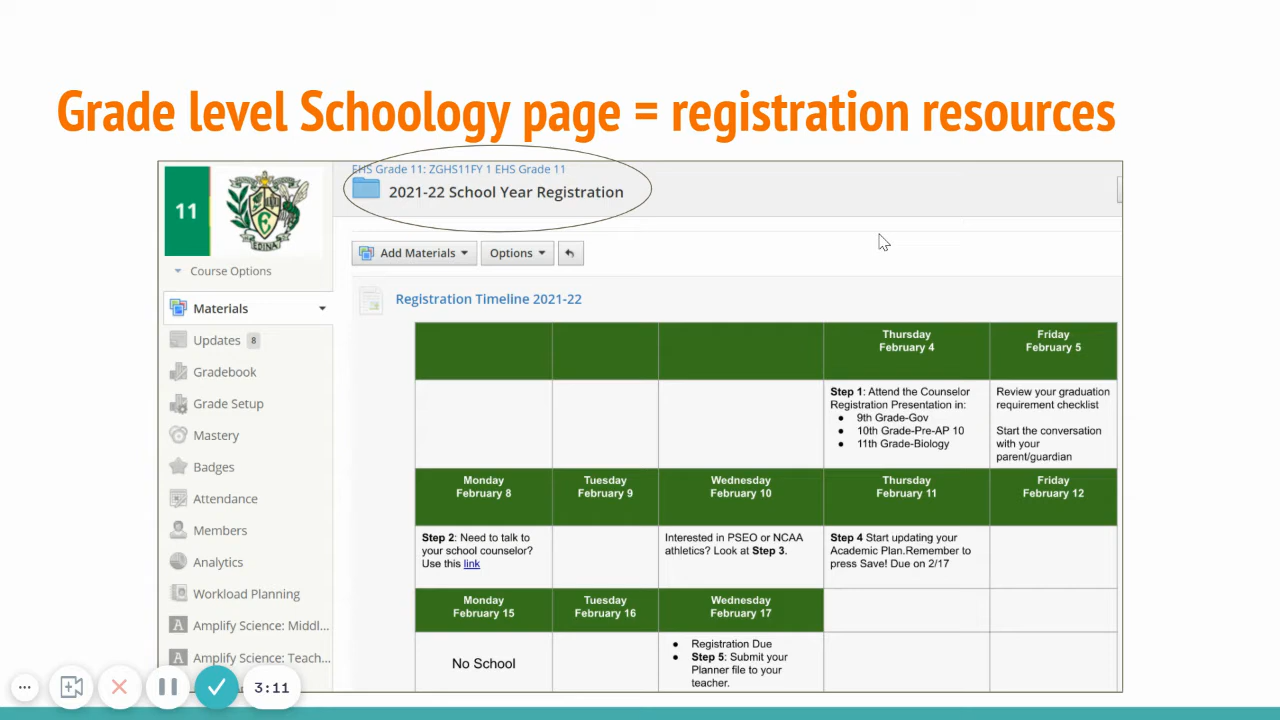 Grade level Schoology page = registration resources
EHS Grade 11: ZGHS11FY 1 EHS Grade 11
2021-22 School Year Registration
11
EDINA
Course Options
Add Materials
Options
Materials
Updates 8
Gradebook
Grade Setup
Mastery
Badges
Attendance
Members
Analytics
Workload Planning
Amplify Science: Middl...
Amplify Science: Teach...
Registration Timeline 2021-22
Thursday
February 4
Friday
February 5
Step 1: Attend the Counselor
Registration Presentation in:
● 9th Grade-Gov
● 10th Grade-Pre-AP 10
● 11th Grade-Biology
Review your graduation
requirement checklist
Start the conversation
with your
parent/guardian
Monday
February 8
Tuesday
February 9
Wednesday
February 10
Thursday
February 11
Friday
February 12
Step 2: Need to talk to
your school counselor?
Use this link
Interested in PSEO or NCAA
athletics? Look at Step 3.
Step 4 Start updating your
Academic Plan.Remember to
press Save! Due on 2/17
Monday
February 15
Tuesday
February 16
Wednesday
February 17
No School
● Registration Due
● Step 5: Submit your
Planner file to your
teacher.
3:11